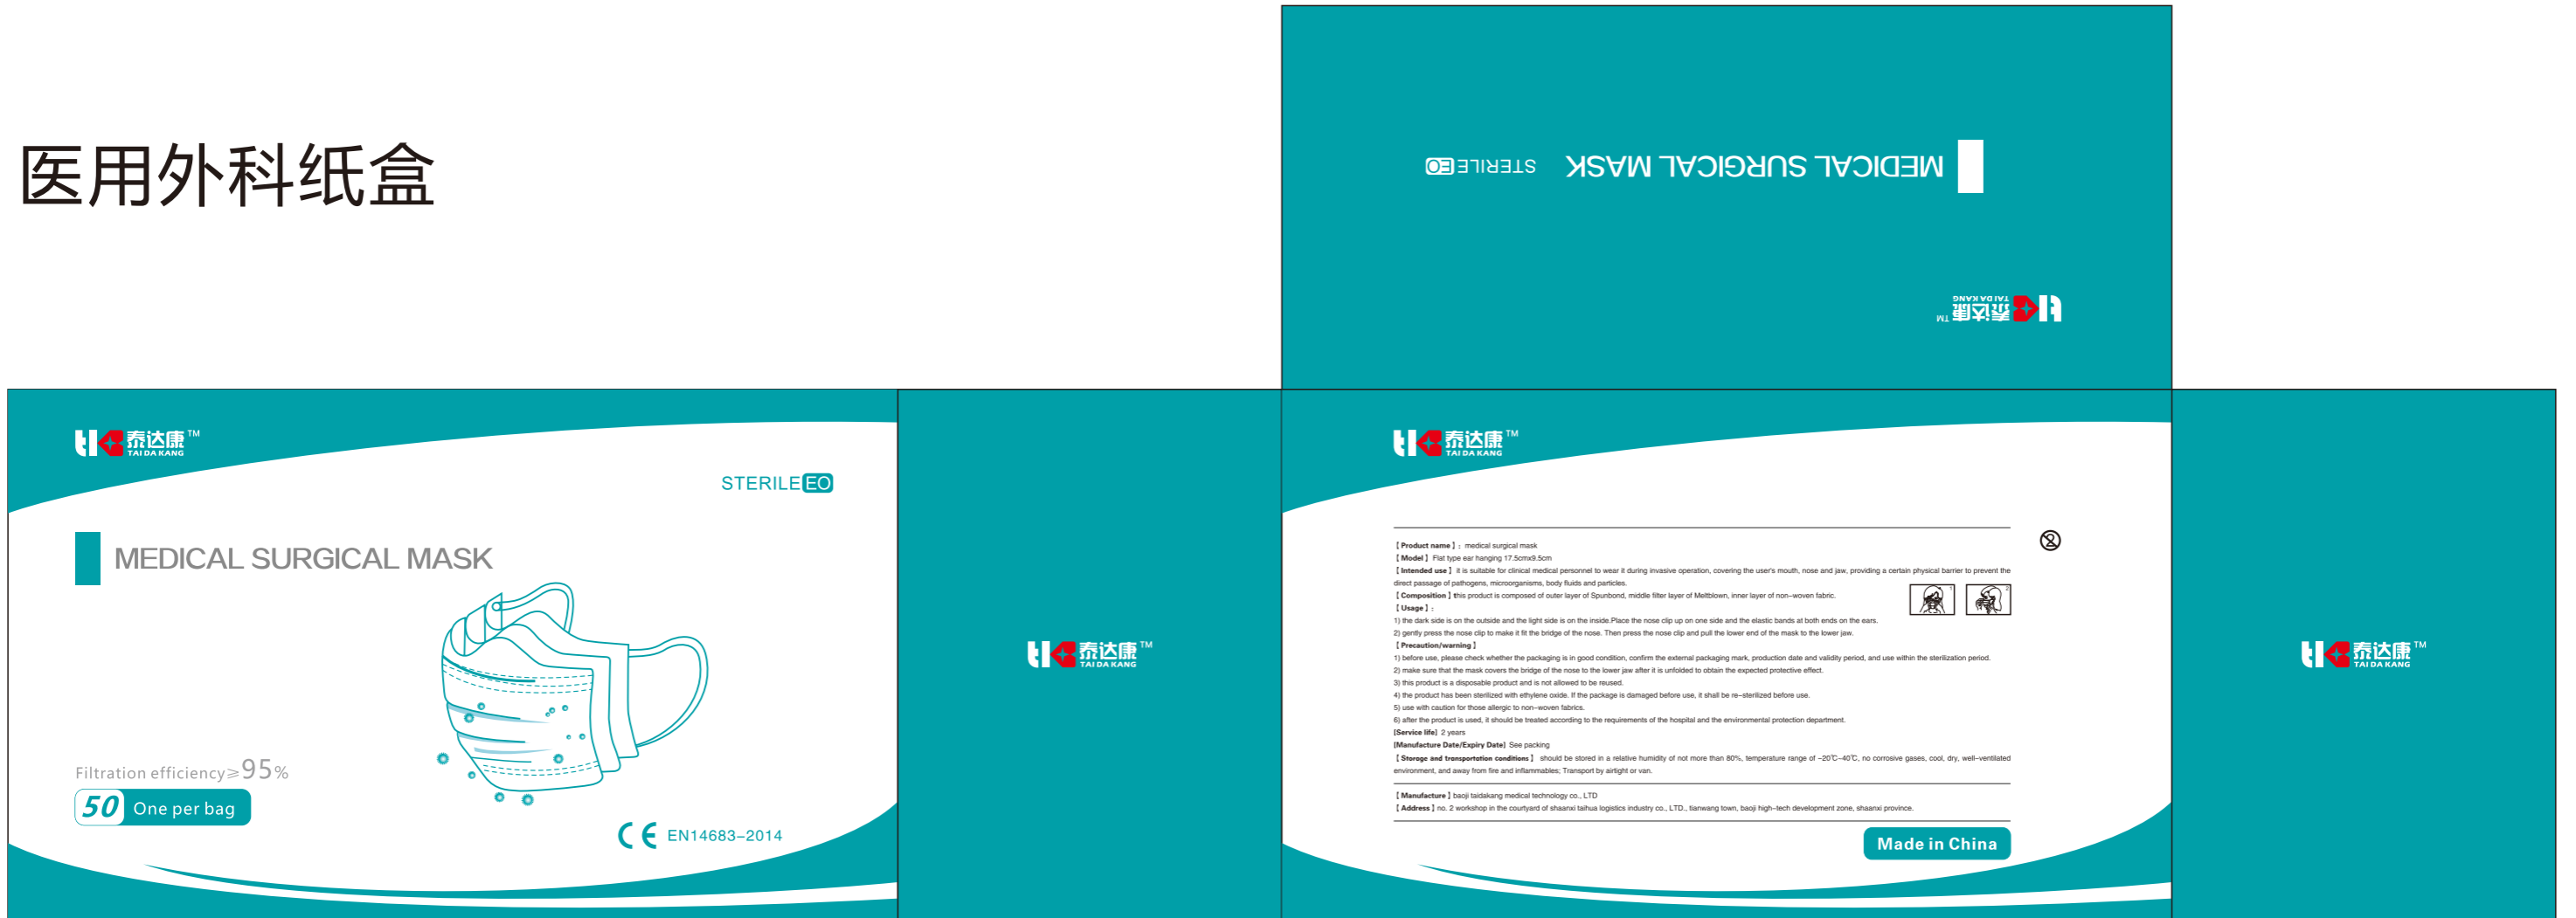 医用外科纸盒
MEDICAL SURGICAL MASK STERILE EO
泰达康 TM
TAI DA KANG
泰达康 TM
TAI DA KANG
STERILE EO
MEDICAL SURGICAL MASK
Filtration efficiency≥95%
50 One per bag
CE EN14683-2014
泰达康 TM
TAI DA KANG
泰达康 TM
TAI DA KANG
【Product name】: medical surgical mask
【Model】 Flat type ear hanging 17.5cmx9.5cm
【Intended use】 it is suitable for clinical medical personnel to wear it during invasive operation, covering the user's mouth, nose and jaw, providing a certain physical barrier to prevent the
direct passage of pathogens, microorganisms, body fluids and particles.
【Composition】this product is composed of outer layer of Spunbond, middle filter layer of Meltblown, inner layer of non-woven fabric.
【Usage】:
1) the dark side is on the outside and the light side is on the inside.Place the nose clip up on one side and the elastic bands at both ends on the ears.
2) gently press the nose clip to make it fit the bridge of the nose. Then press the nose clip and pull the lower end of the mask to the lower jaw.
1
2
2
【Precaution/warning】
1) before use, please check whether the packaging is in good condition, confirm the external packaging mark, production date and validity period, and use within the sterilization period.
2) make sure that the mask covers the bridge of the nose to the lower jaw after it is unfolded to obtain the expected protective effect.
3) this product is a disposable product and is not allowed to be reused.
4) the product has been sterilized with ethylene oxide. If the package is damaged before use, it shall be re-sterilized before use.
5) use with caution for those allergic to non-woven fabrics.
6) after the product is used, it should be treated according to the requirements of the hospital and the environmental protection department.
[Service life] 2 years
[Manufacture Date/Expiry Date] See packing
【Storage and transportation conditions】 should be stored in a relative humidity of not more than 80%, temperature range of -20℃-40℃, no corrosive gases, cool, dry, well-ventilated
environment, and away from fire and inflammables; Transport by airtight or van.
【Manufacture】baoji taidakang medical technology co., LTD
【Address】no. 2 workshop in the courtyard of shaanxi taihua logistics industry co., LTD., tianwang town, baoji high-tech development zone, shaanxi province.
Made in China
泰达康 TM
TAI DA KANG